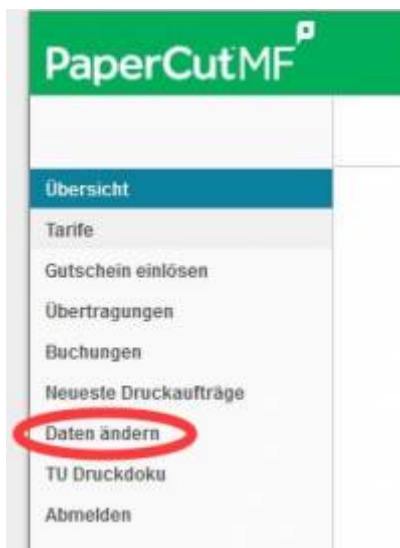 PaperCutMF
Übersicht
Tarife
Gutschein einlösen
Übertragungen
Buchungen
Neueste Druckaufträge
Daten ändern
TU Druckdoku
Abmelden